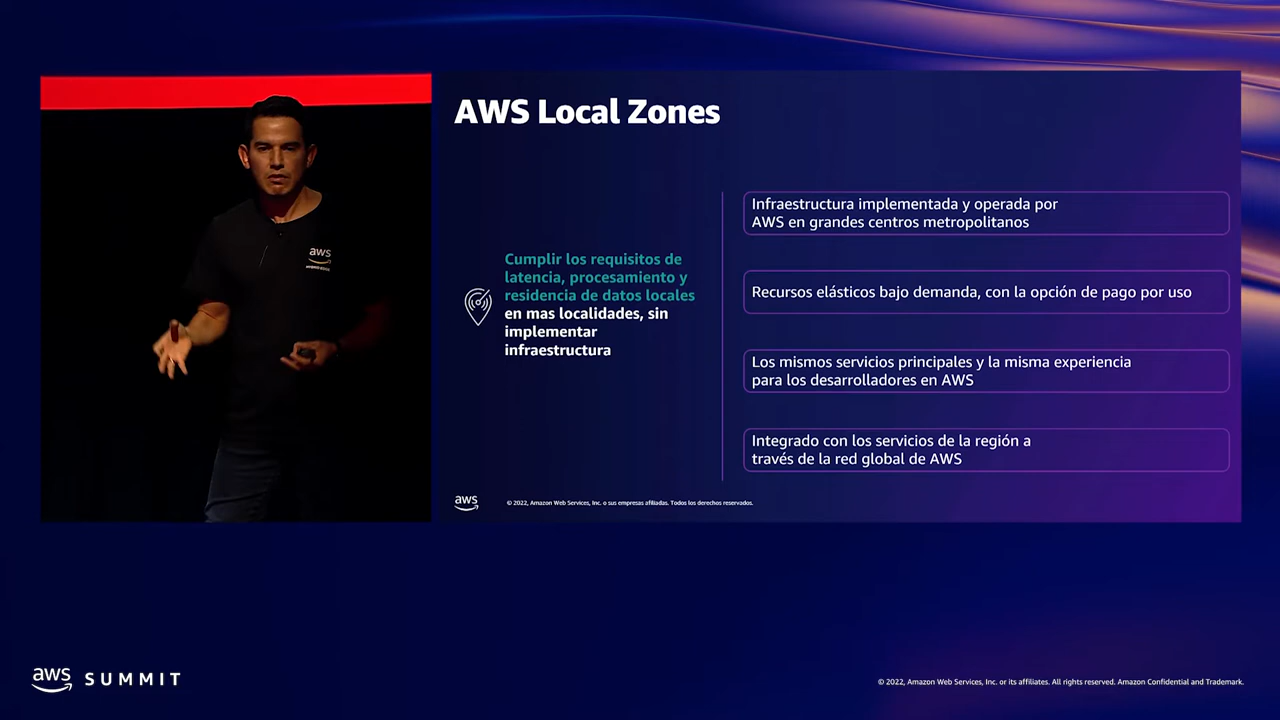 AWS Local Zones
Cumplir los requisitos de
latencia, procesamiento y
residencia de datos locales
en mas localidades, sin
implementar
infraestructura
Infraestructura implementada y operada por
AWS en grandes centros metropolitanos
Recursos elásticos bajo demanda, con la opción de pago por uso
Los mismos servicios principales y la misma experiencia
para los desarrolladores en AWS
Integrado con los servicios de la región a
través de la red global de AWS
aws
© 2022, Amazon Web Services, Inc. o sus empresas afiliadas. Todos los derechos reservados.
aws
aws SUMMIT
© 2022, Amazon Web Services, Inc. or its affiliates. All rights reserved. Amazon Confidential and Trademark.